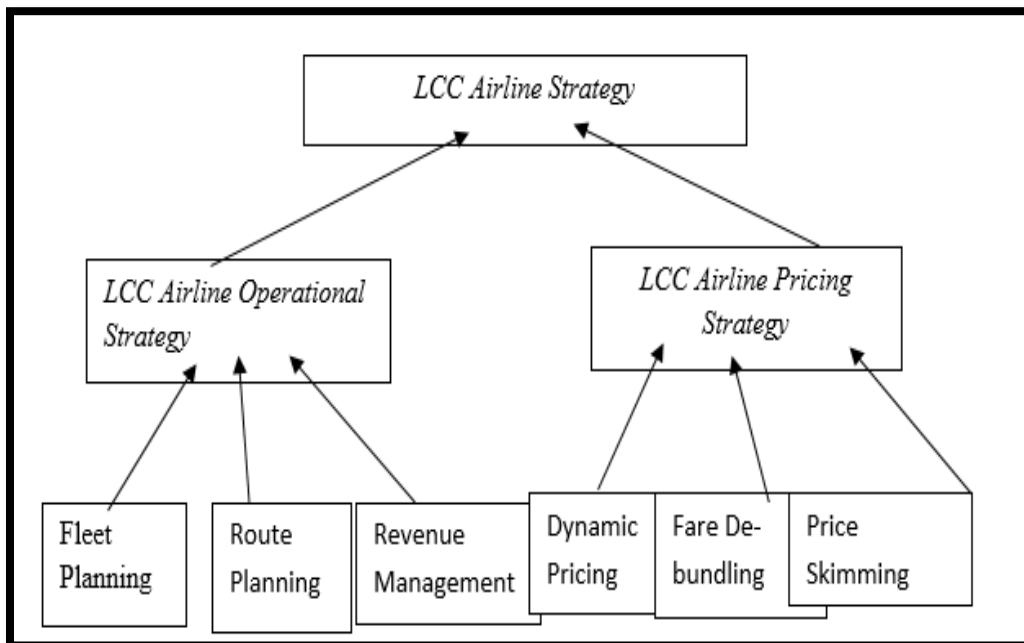 LCC Airline Strategy
LCC Airline Operational
Strategy
LCC Airline Pricing
Strategy
Fleet
Planning
Route
Planning
Revenue
Management
Dynamic
Pricing
Fare De-
bundling
Price
Skimming